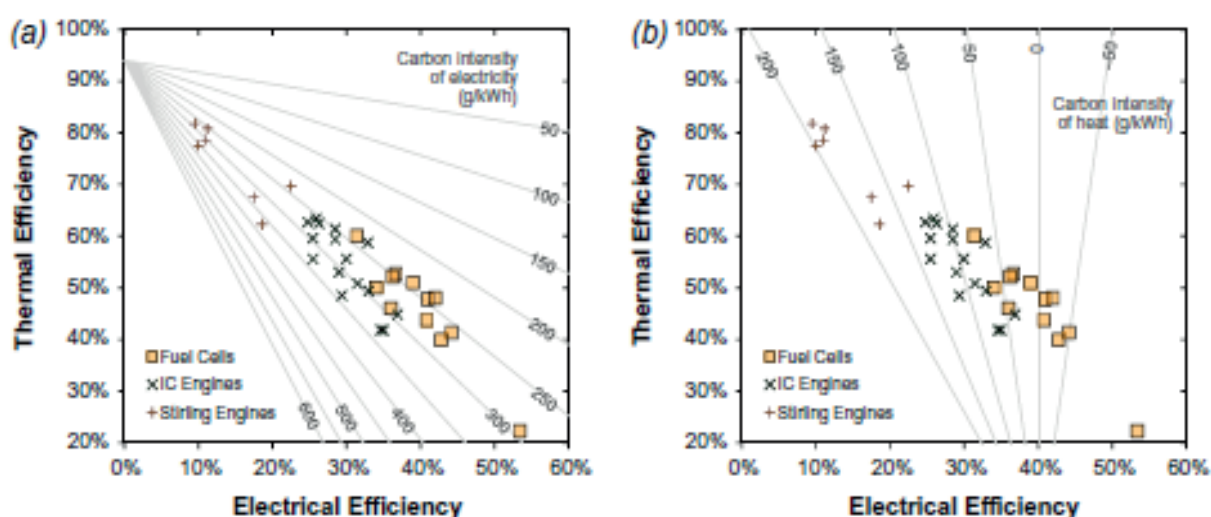 (a)
100%
90%
80%
70%
60%
50%
40%
30%
20%
Thermal Efficiency
Carbon Intensity
of electricity
(g/kWh)
50
100
150
200
250
300
400
500
600
Fuel Cells
IC Engines
Stirling Engines
0% 10% 20% 30% 40% 50% 60%
Electrical Efficiency
(b)
100%
90%
80%
70%
60%
50%
40%
30%
20%
Thermal Efficiency
200
150
100
50
0
-50
Carbon Intensity
of heat (g/kWh)
Fuel Cells
IC Engines
Stirling Engines
0% 10% 20% 30% 40% 50% 60%
Electrical Efficiency